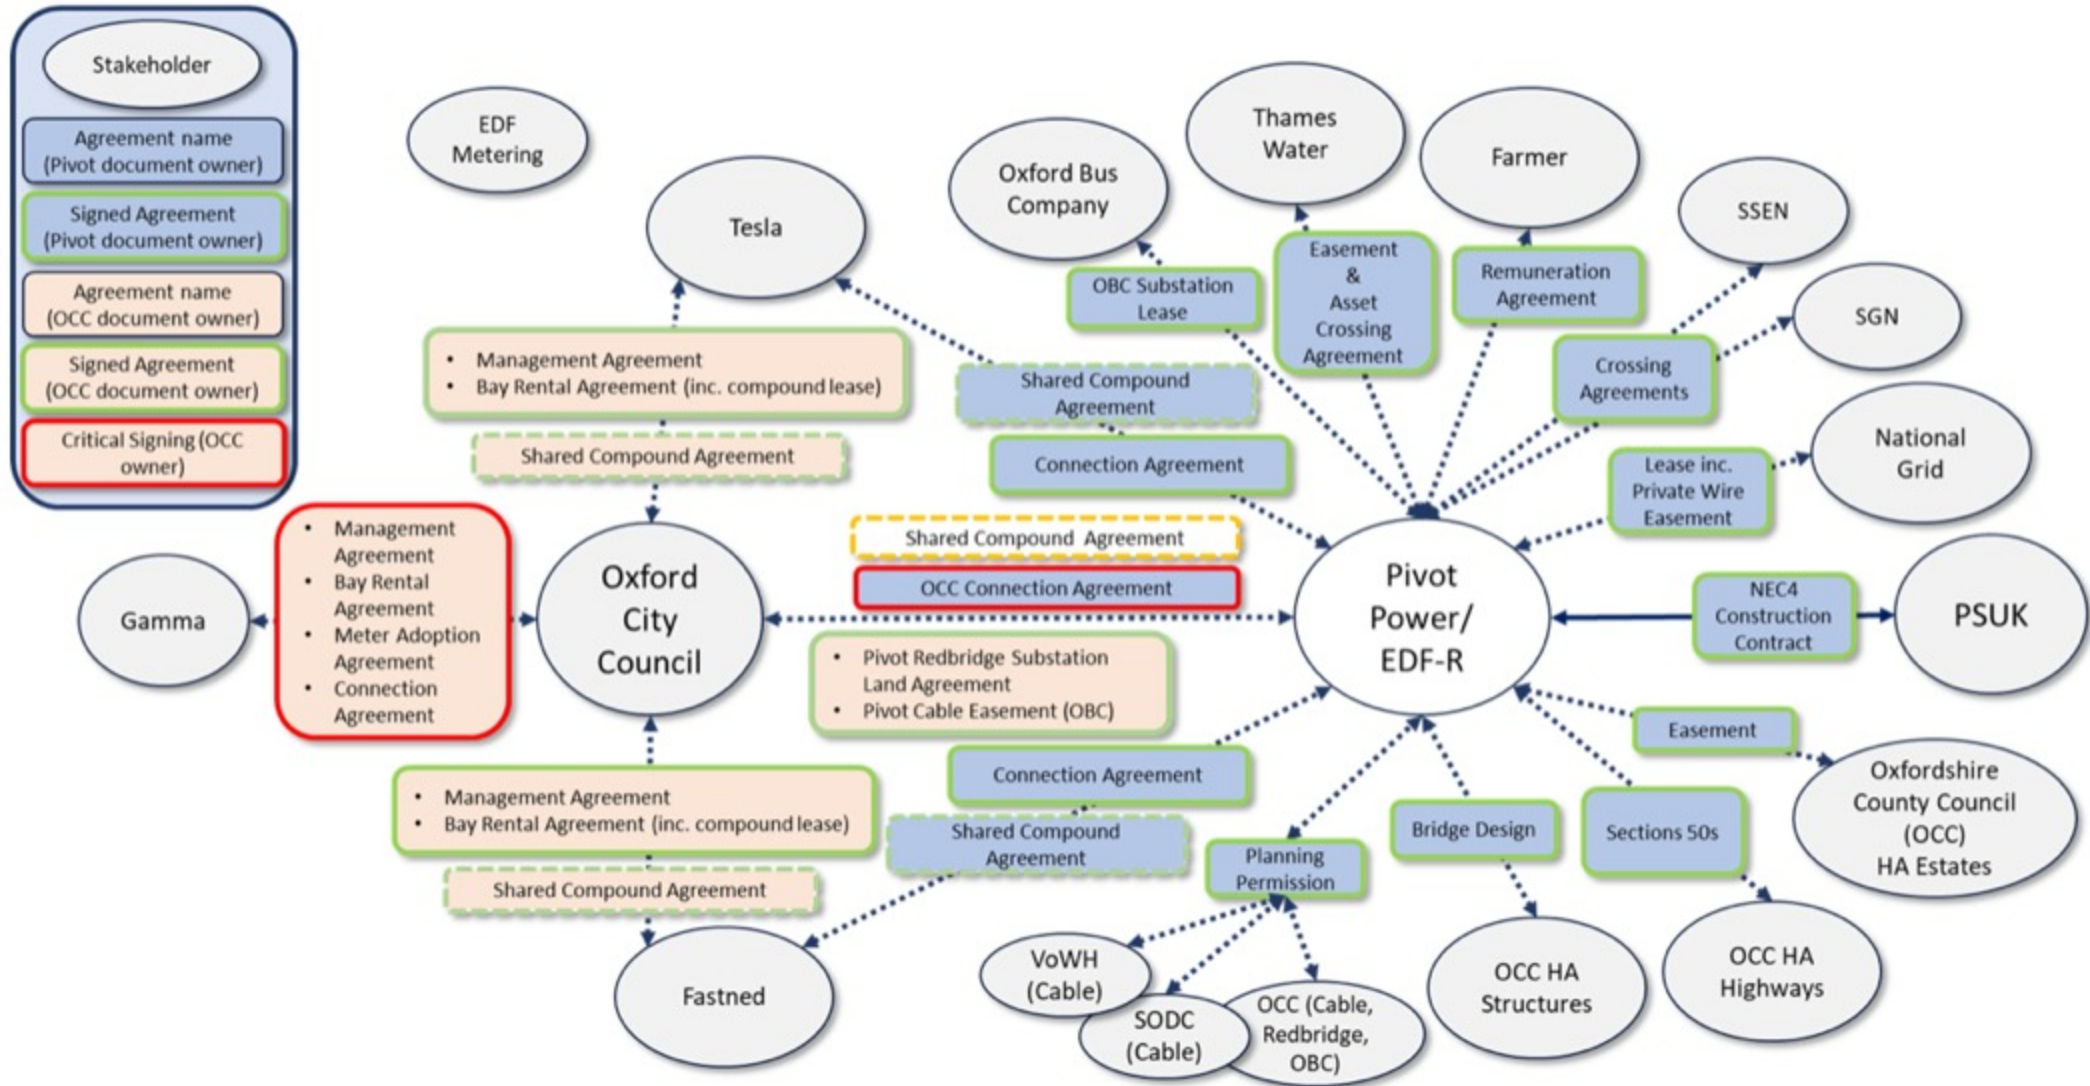 Stakeholder
Agreement name
(Pivot document owner)
Signed Agreement
(Pivot document owner)
Agreement name
(OCC document owner)
Signed Agreement
(OCC document owner)
Critical Signing (OCC
owner)
EDF
Metering
Tesla
Oxford Bus
Company
Thames
Water
Farmer
SSEN
SGN
National
Grid
PSUK
OBC Substation
Lease
Easement
&
Asset
Crossing
Agreement
Remuneration
Agreement
Crossing
Agreements
Lease inc.
Private Wire
Easement
NEC4
Construction
Contract
• Management Agreement
• Bay Rental Agreement (inc. compound lease)
Shared Compound Agreement
Shared Compound
Agreement
Connection Agreement
Shared Compound Agreement
OCC Connection Agreement
Gamma
• Management
Agreement
• Bay Rental
Agreement
• Meter Adoption
Agreement
• Connection
Agreement
Oxford
City
Council
Pivot
Power/
EDF-R
• Pivot Redbridge Substation
Land Agreement
• Pivot Cable Easement (OBC)
Connection Agreement
Shared Compound
Agreement
• Management Agreement
• Bay Rental Agreement (inc. compound lease)
Shared Compound Agreement
Fastned
Planning
Permission
Bridge Design
Sections 50s
Easement
Oxfordshire
County Council
(OCC)
HA Estates
VoWH
(Cable)
SODC
(Cable)
OCC (Cable,
Redbridge,
OBC)
OCC HA
Structures
OCC HA
Highways